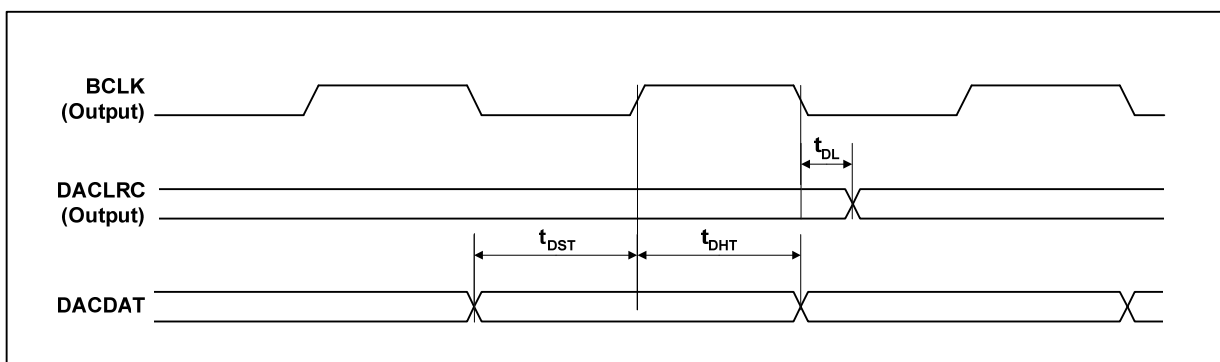 BCLK
(Output)
t_DL
DACLRC
(Output)
t_DST
t_DHT
DACDAT